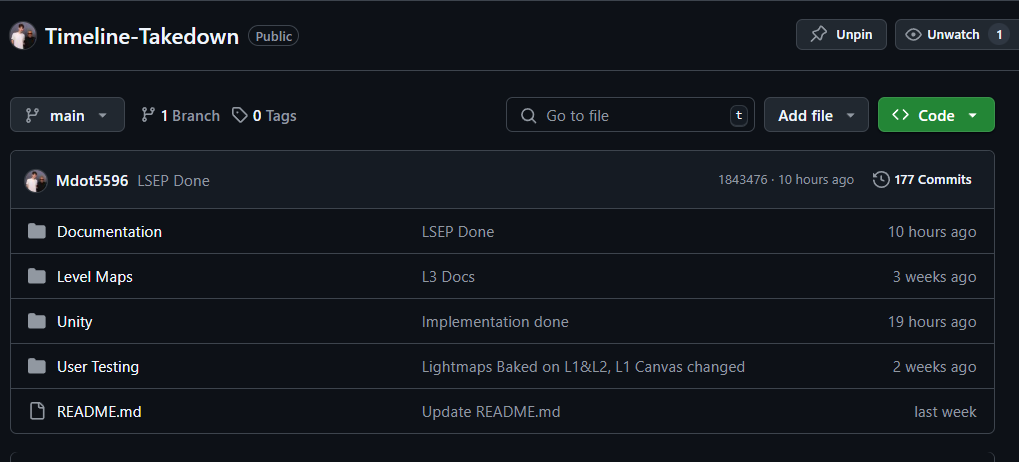 Timeline-Takedown Public Unpin Unwatch 1
main 1 Branch 0 Tags Go to file t Add file Code
Mdot5596 LSEP Done 1843476 · 10 hours ago 177 Commits
Documentation LSEP Done 10 hours ago
Level Maps L3 Docs 3 weeks ago
Unity Implementation done 19 hours ago
User Testing Lightmaps Baked on L1&L2, L1 Canvas changed 2 weeks ago
README.md Update README.md last week